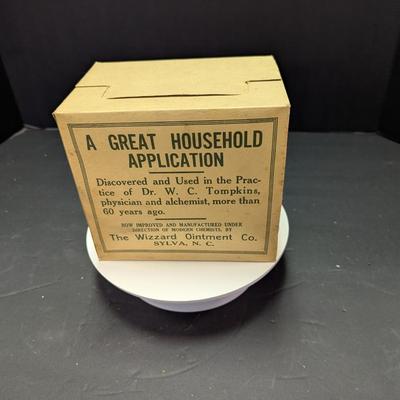 A GREAT HOUSEHOLD
APPLICATION
Discovered and Used in the Prac-
tice of Dr. W. C. Tompkins,
physician and alchemist, more than
60 years ago.
NOW IMPROVED AND MANUFACTURED UNDER
DIRECTION OF MODERN CHEMISTS, BY
The Wizzard Ointment Co.
SYLVA, N. C.